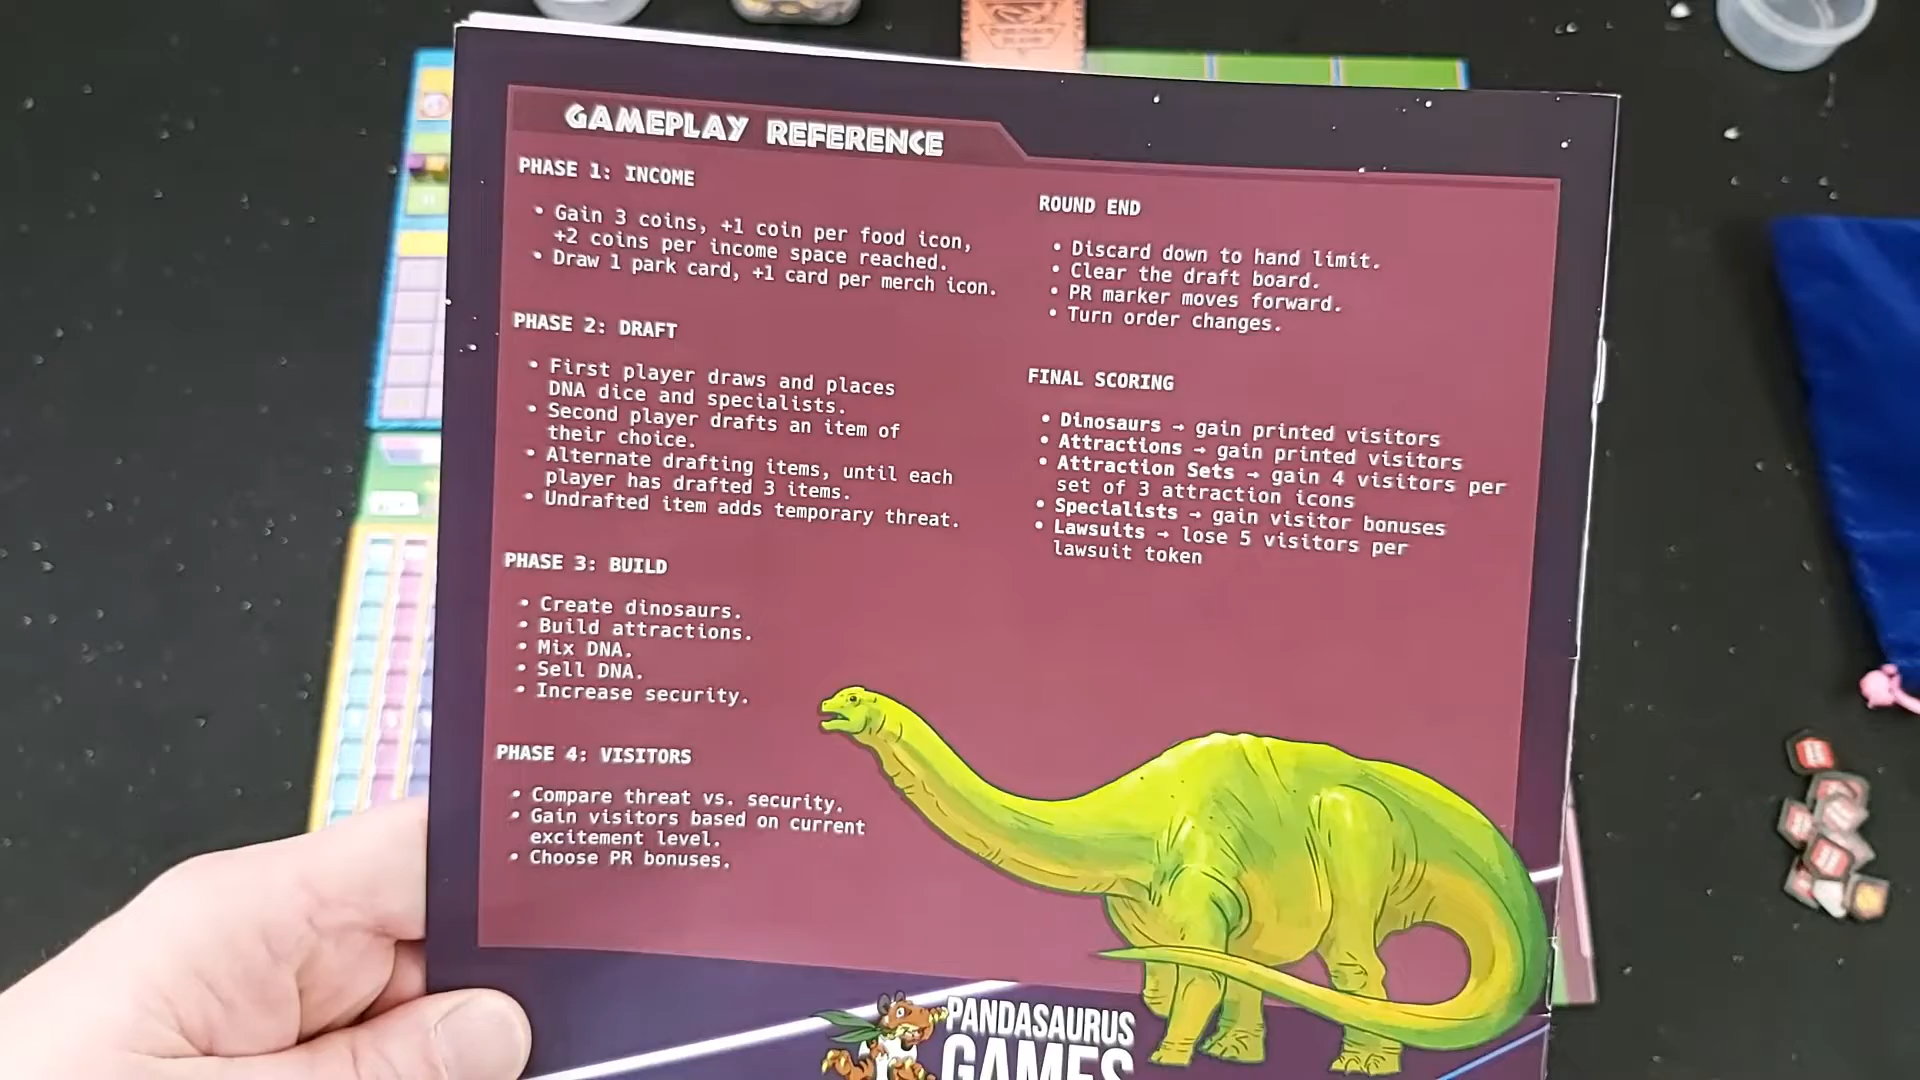 GAMEPLAY REFERENCE
PHASE 1: INCOME
• Gain 3 coins, +1 coin per food icon,
+2 coins per income space reached.
• Draw 1 park card, +1 card per merch icon.
PHASE 2: DRAFT
• First player draws and places
DNA dice and specialists.
• Second player drafts an item of
their choice.
• Alternate drafting items, until each
player has drafted 3 items.
• Undrafted item adds temporary threat.
PHASE 3: BUILD
• Create dinosaurs.
• Build attractions.
• Mix DNA.
• Sell DNA.
• Increase security.
PHASE 4: VISITORS
• Compare threat vs. security.
• Gain visitors based on current
excitement level.
• Choose PR bonuses.
ROUND END
• Discard down to hand limit.
• Clear the draft board.
• PR marker moves forward.
• Turn order changes.
FINAL SCORING
• Dinosaurs → gain printed visitors
• Attractions → gain printed visitors
• Attraction Sets → gain 4 visitors per
set of 3 attraction icons
• Specialists → gain visitor bonuses
• Lawsuits → lose 5 visitors per
lawsuit token
PANDASAURUS
GAMES